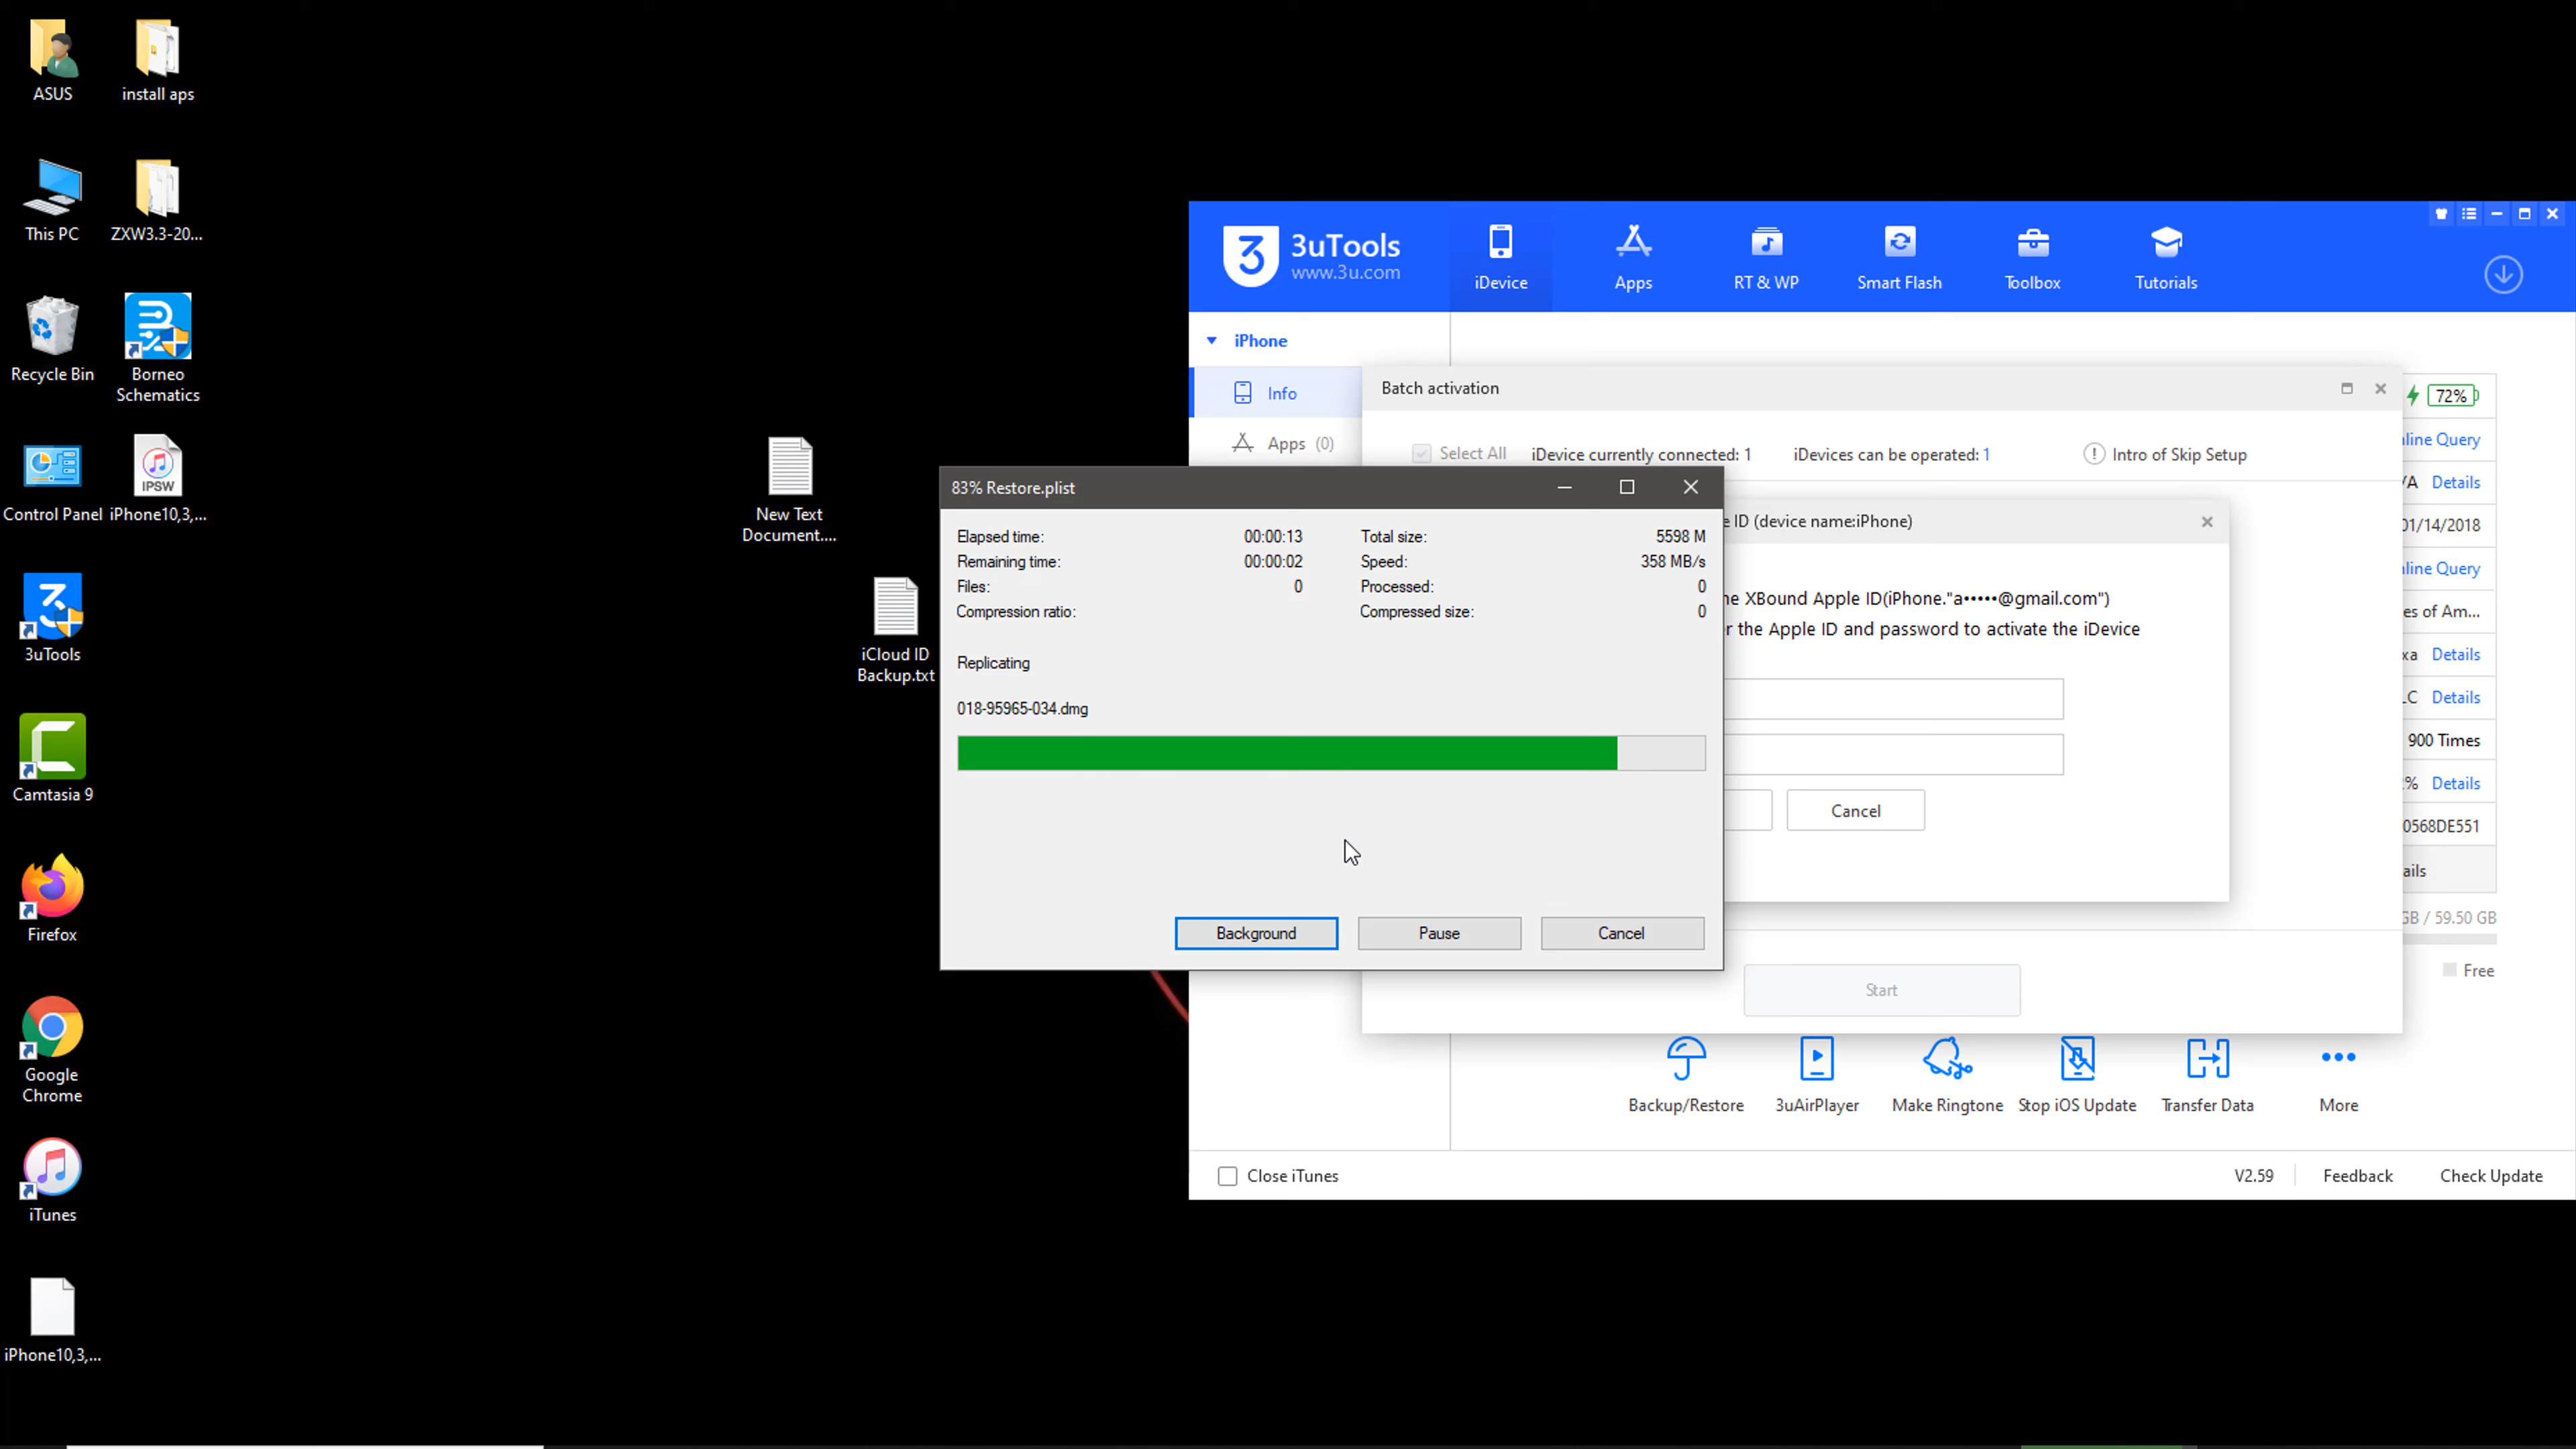 ASUS
install aps
This PC
ZXW3.3-20...
Recycle Bin
Borneo
Schematics
Control Panel
iPhone10,3,...
IPSW
3uTools
Camtasia 9
Firefox
Google
Chrome
iTunes
iPhone10,3,...
New Text
Document....
iCloud ID
Backup.txt
3uTools
www.3u.com
iDevice
Apps
RT & WP
Smart Flash
Toolbox
Tutorials
iPhone
Info
Apps (0)
Batch activation
72%
Select All
iDevice currently connected: 1
iDevices can be operated: 1
Intro of Skip Setup
line Query
/A Details
01/14/2018
line Query
es of Am...
xa Details
LC Details
900 Times
2% Details
0568DE551
ails
GB / 59.50 GB
Free
e ID (device name:iPhone)
ne XBound Apple ID(iPhone."a•••••@gmail.com")
r the Apple ID and password to activate the iDevice
Cancel
Start
83% Restore.plist
Elapsed time: 00:00:13 Total size: 5598 M
Remaining time: 00:00:02 Speed: 358 MB/s
Files: 0 Processed: 0
Compression ratio: Compressed size: 0
Replicating
018-95965-034.dmg
Background
Pause
Cancel
Backup/Restore
3uAirPlayer
Make Ringtone
Stop iOS Update
Transfer Data
More
Close iTunes
V2.59
Feedback
Check Update